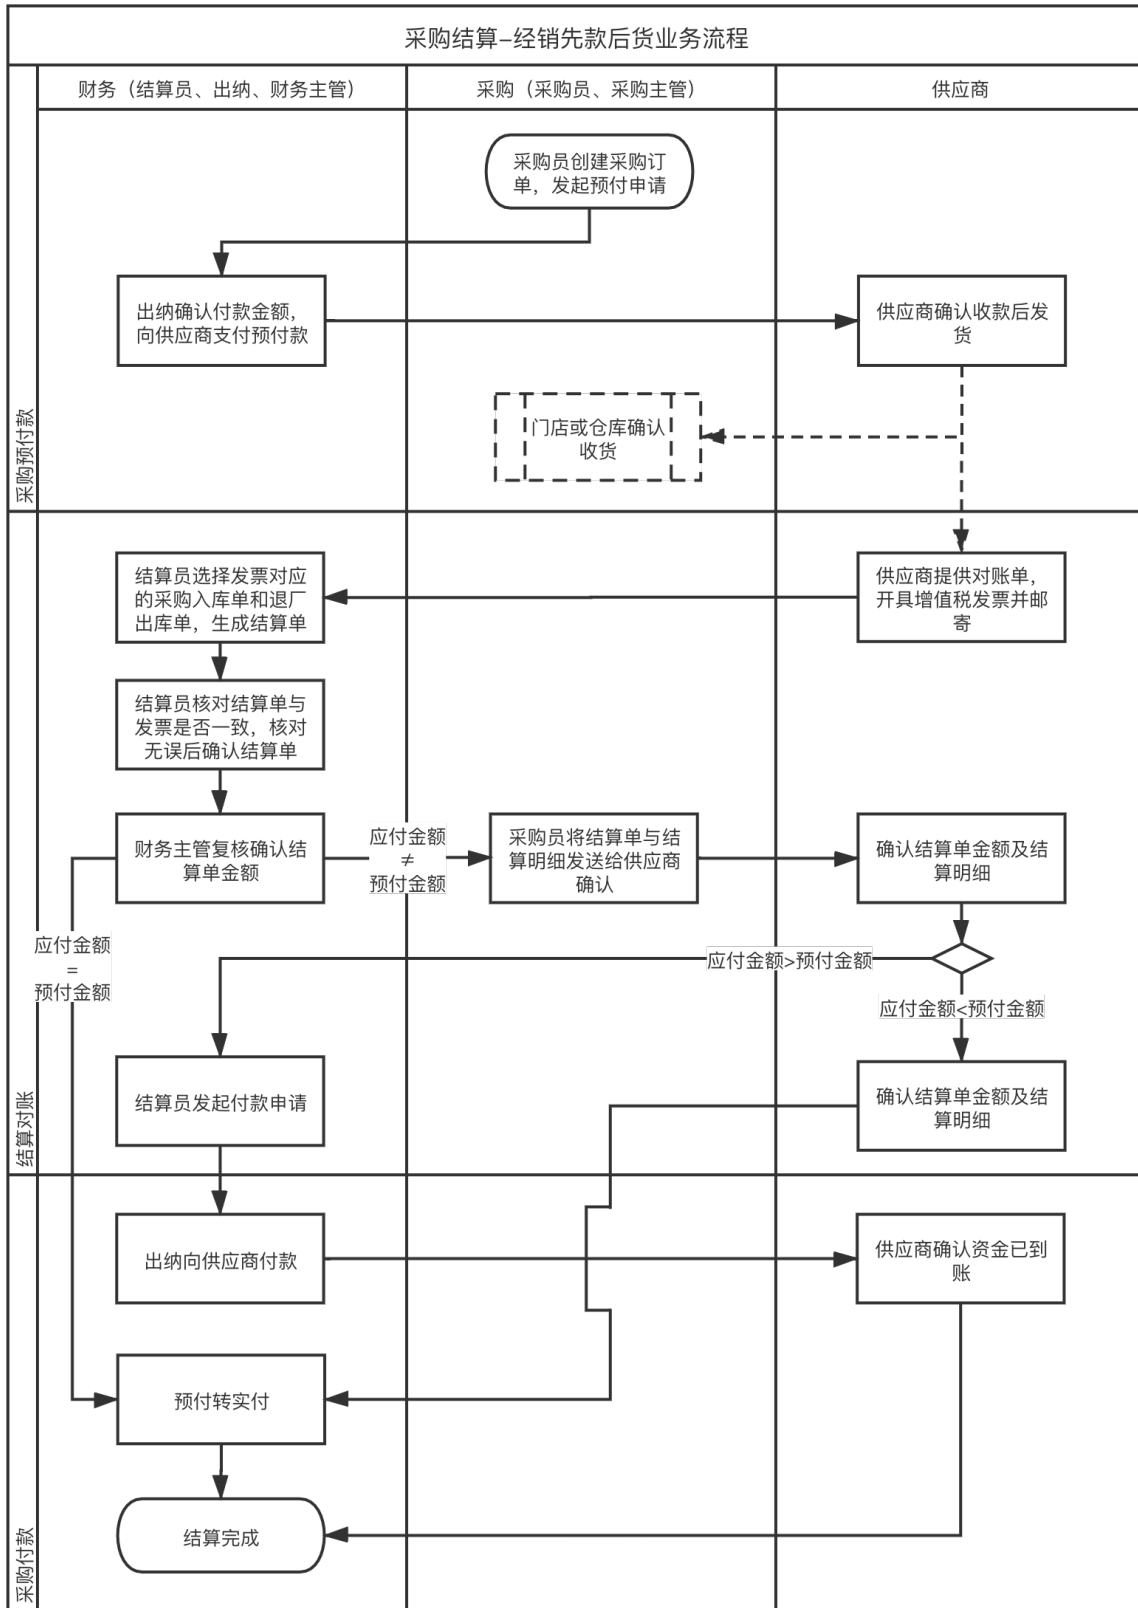 采购结算–经销先款后货业务流程
财务（结算员、出纳、财务主管）
采购（采购员、采购主管）
供应商
采购员创建采购订
单，发起预付申请
出纳确认付款金额，
向供应商支付预付款
供应商确认收款后发
货
门店或仓库确认
收货
采购预付款
结算员选择发票对应
的采购入库单和退厂
出库单，生成结算单
供应商提供对账单，
开具增值税发票并邮
寄
结算员核对结算单与
发票是否一致，核对
无误后确认结算单
财务主管复核确认结
算单金额
应付金额
≠
预付金额
采购员将结算单与结
算明细发送给供应商
确认
确认结算单金额及结
算明细
应付金额
=
预付金额
应付金额>预付金额
应付金额<预付金额
结算员发起付款申请
确认结算单金额及结
算明细
结算对账
出纳向供应商付款
供应商确认资金已到
账
预付转实付
结算完成
采购付款